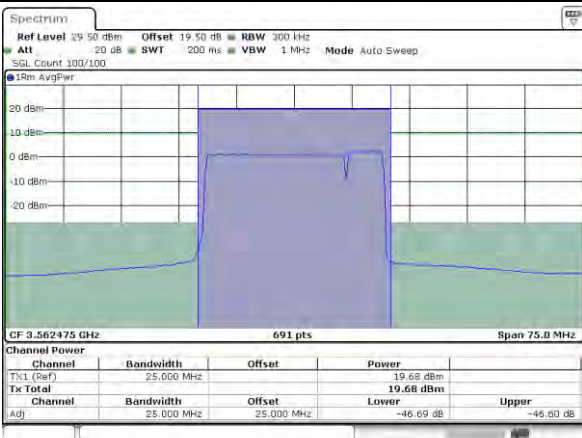 Spectrum
Ref Level 29.50 dBm Offset 19.50 dB RBW 300 kHz
Att 20 dB SWT 200 ms VBW 1 MHz Mode Auto Sweep
SGL Count 100/100
1Rm AvgPwr
20 dBm
10 dBm
0 dBm
-10 dBm
-20 dBm
CF 3.562475 GHz 691 pts Span 75.0 MHz
Channel Power
Channel Bandwidth Offset Power
TX1 (Ref) 25.000 MHz 19.68 dBm
Tx Total 19.68 dBm
Channel Bandwidth Offset Lower Upper
Adj 25.000 MHz 25.000 MHz -46.69 dB -46.60 dB